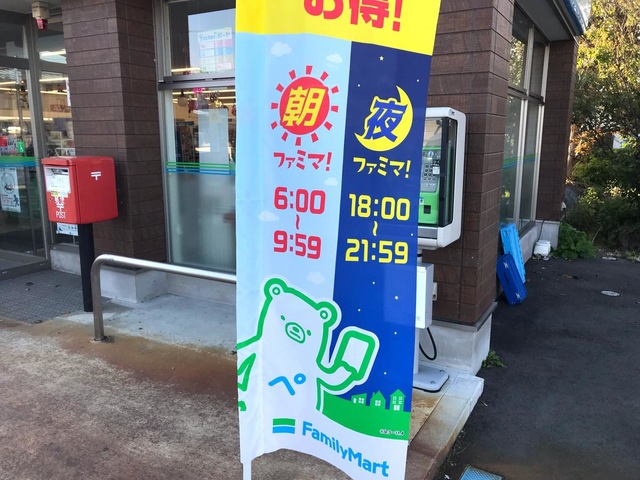 お得!
朝
ファミマ!
6:00
~
9:59
夜
ファミマ!
18:00
~
21:59
ペ
FamilyMart
〒
POST